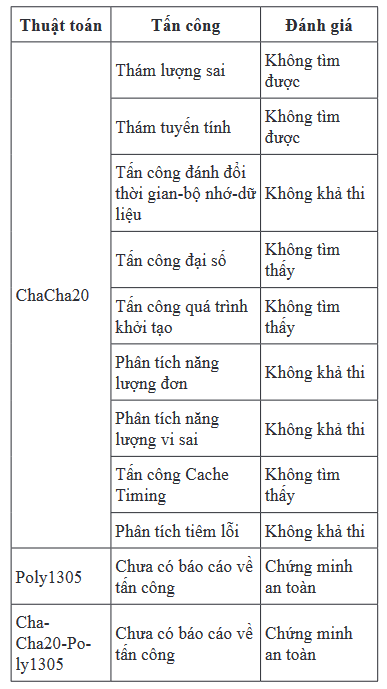 Thuật toán Tấn công Đánh giá
Thám lượng sai Không tìm
được
Thám tuyến tính Không tìm
được
Tấn công đánh đổi
thời gian-bộ nhớ-dữ Không khả thi
liệu
ChaCha20
Tấn công đại số Không tìm
thấy
Tấn công quá trình Không tìm
khởi tạo thấy
Phân tích năng
lượng đơn Không khả thi
Phân tích năng
lượng vi sai Không khả thi
Tấn công Cache Không tìm
Timing thấy
Phân tích tiêm lỗi Không khả thi
Poly1305 Chưa có báo cáo về Chứng minh
tấn công an toàn
Cha-
Cha20-Po-
ly1305
Chưa có báo cáo về Chứng minh
tấn công an toàn